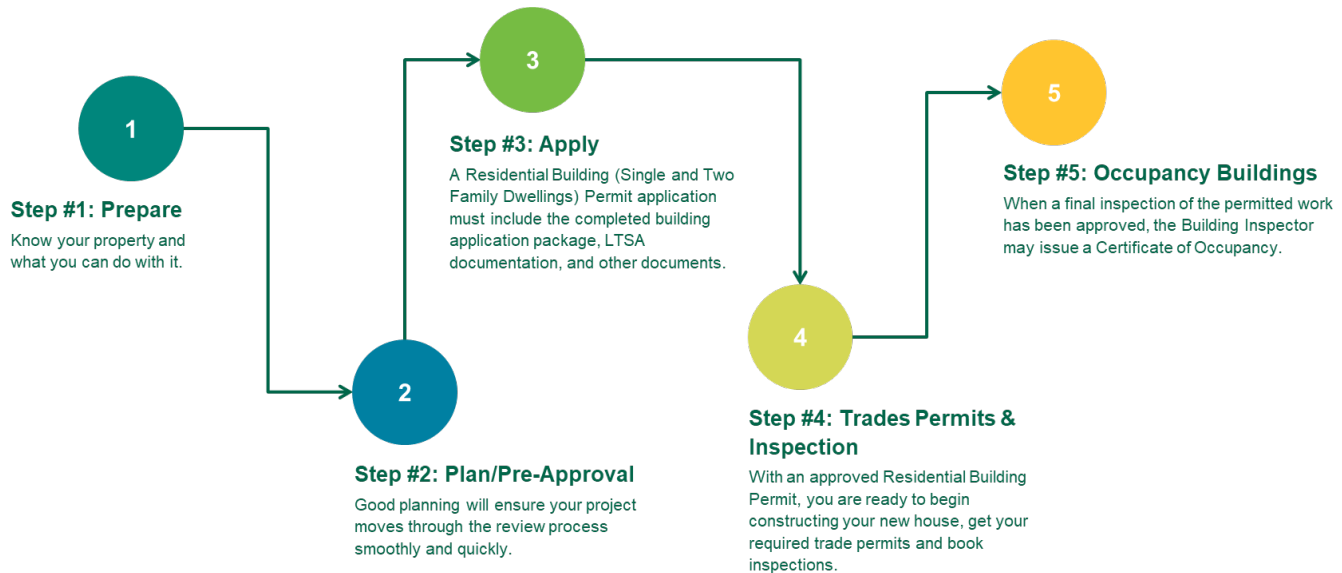 1
Step #1: Prepare
Know your property and
what you can do with it.
2
Step #2: Plan/Pre-Approval
Good planning will ensure your project
moves through the review process
smoothly and quickly.
3
Step #3: Apply
A Residential Building (Single and Two
Family Dwellings) Permit application
must include the completed building
application package, LTSA
documentation, and other documents.
4
Step #4: Trades Permits &
Inspection
With an approved Residential Building
Permit, you are ready to begin
constructing your new house, get your
required trade permits and book
inspections.
5
Step #5: Occupancy Buildings
When a final inspection of the permitted work
has been approved, the Building Inspector
may issue a Certificate of Occupancy.